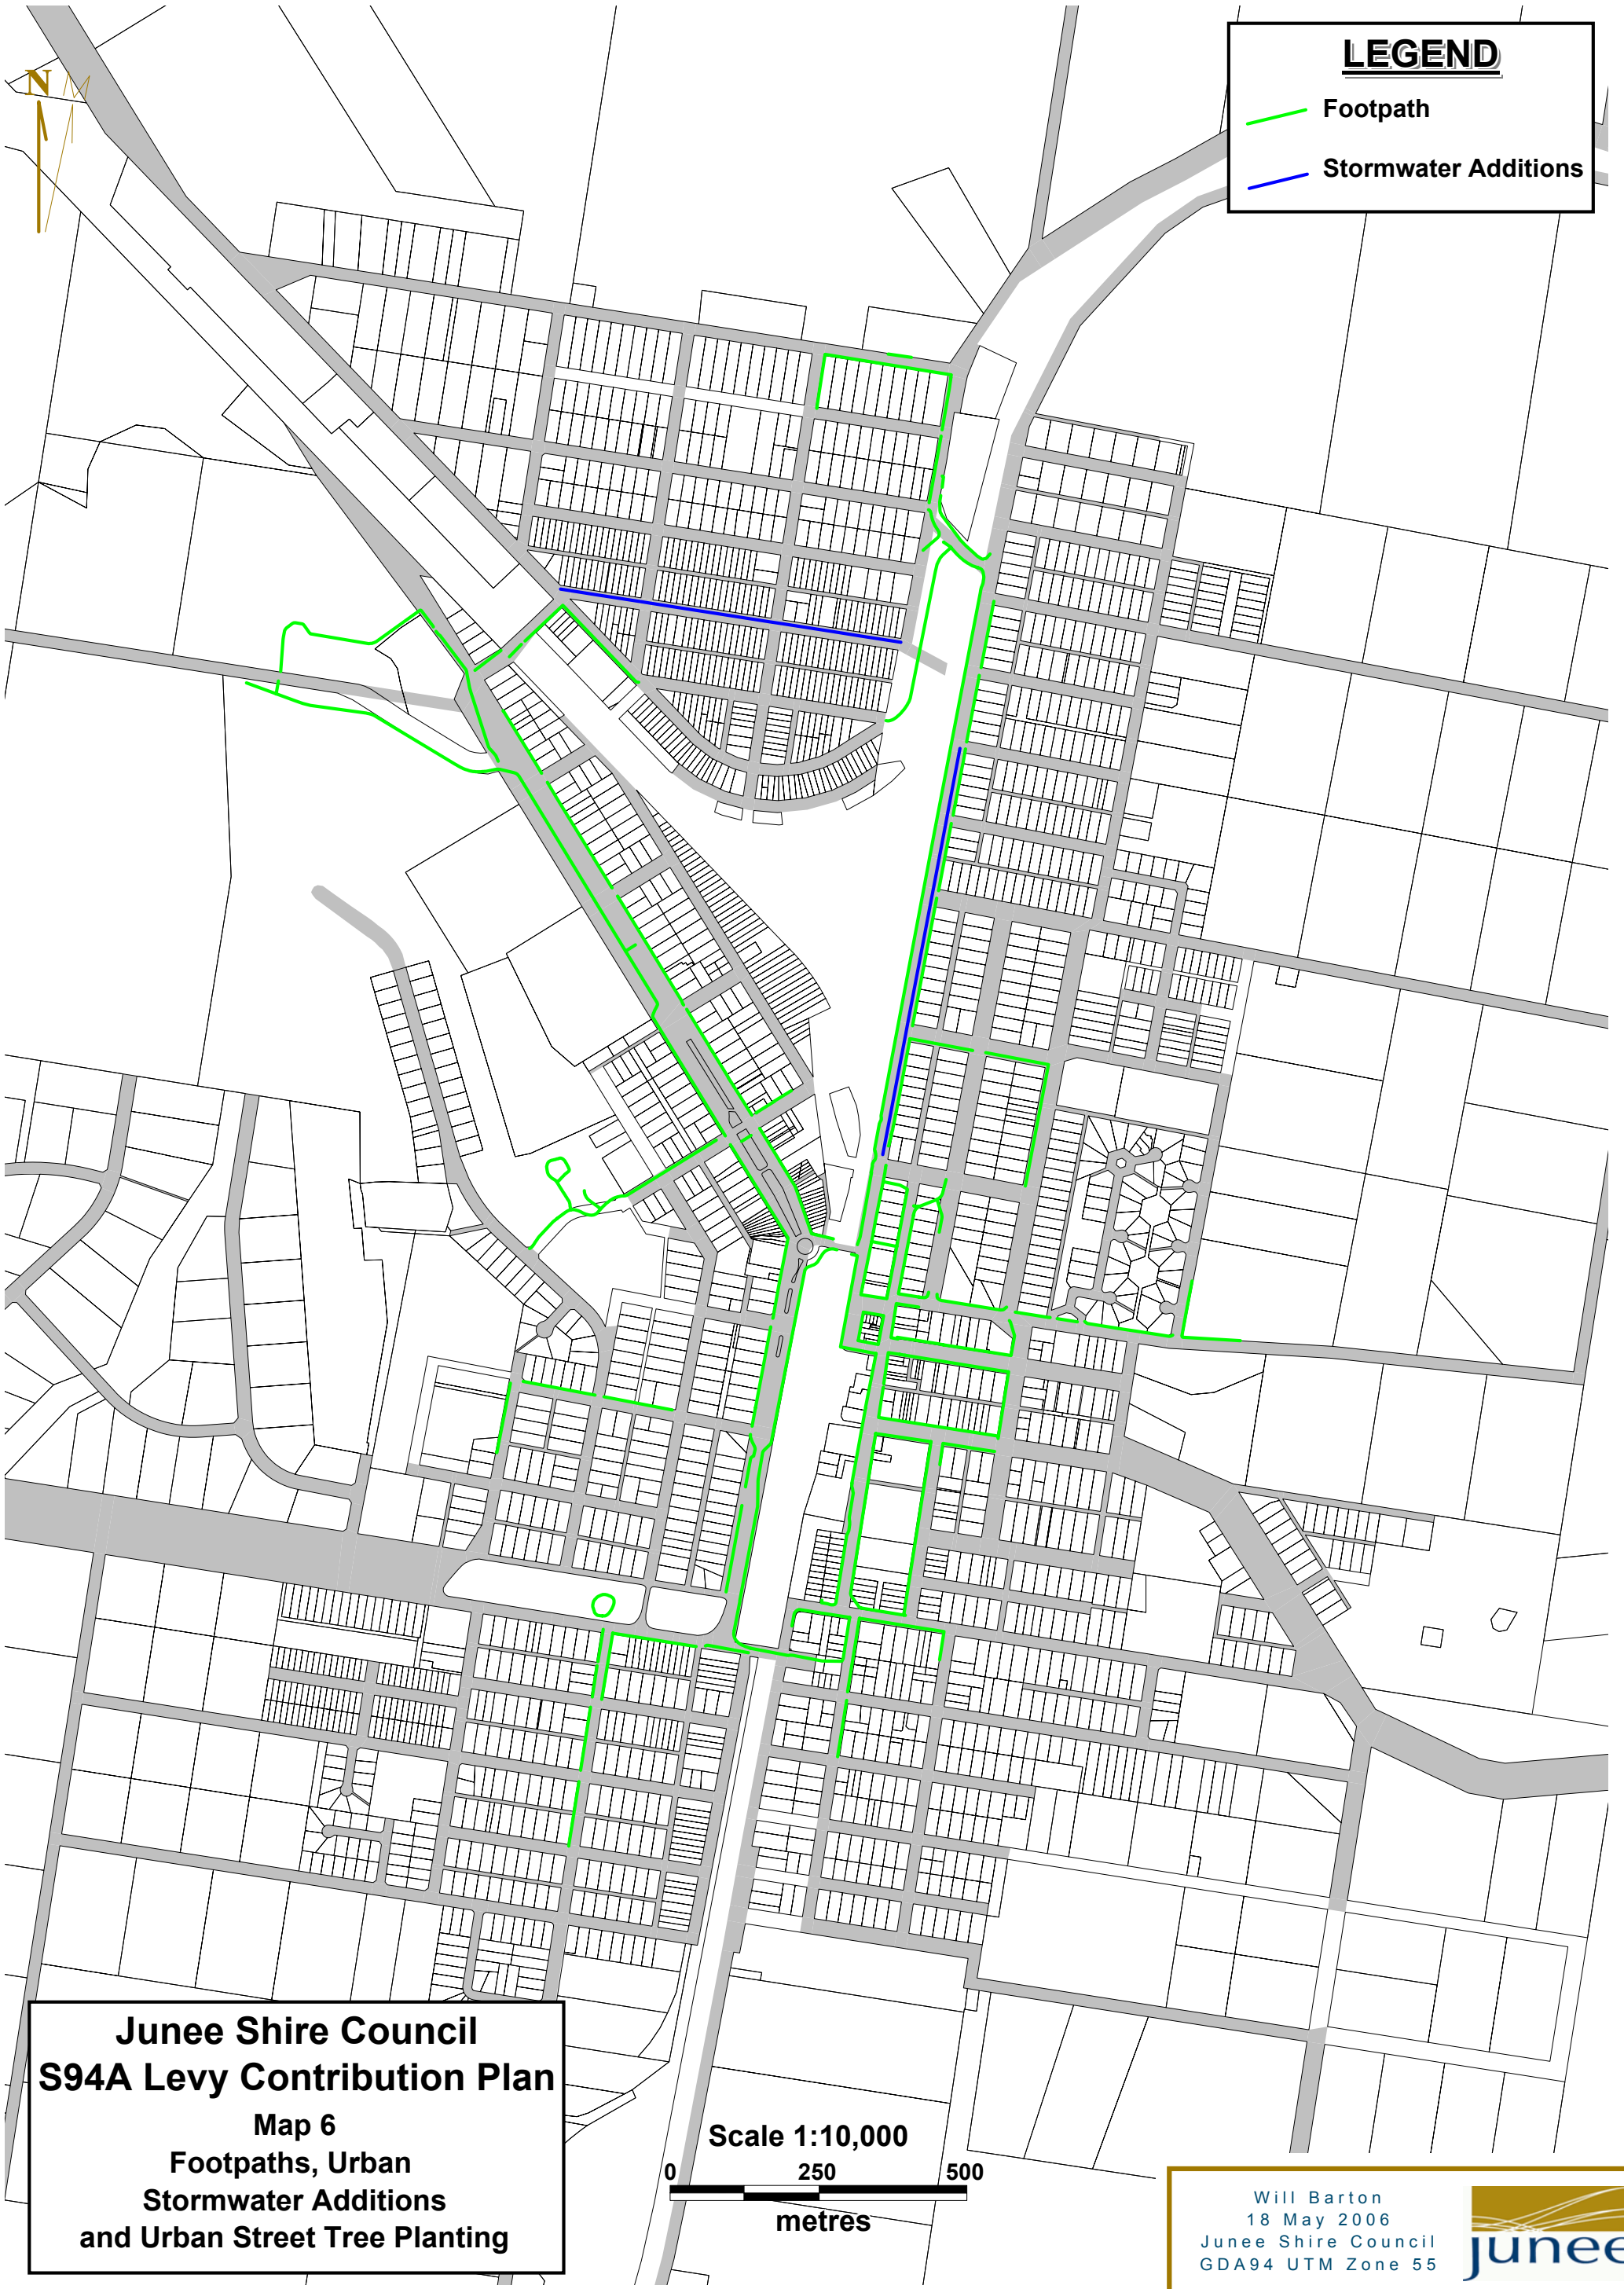 N
LEGEND
Footpath
Stormwater Additions
Junee Shire Council
S94A Levy Contribution Plan
Map 6
Footpaths, Urban
Stormwater Additions
and Urban Street Tree Planting
Scale 1:10,000
0 250 500
metres
Will Barton
18 May 2006
Junee Shire Council
GDA94 UTM Zone 55
junee